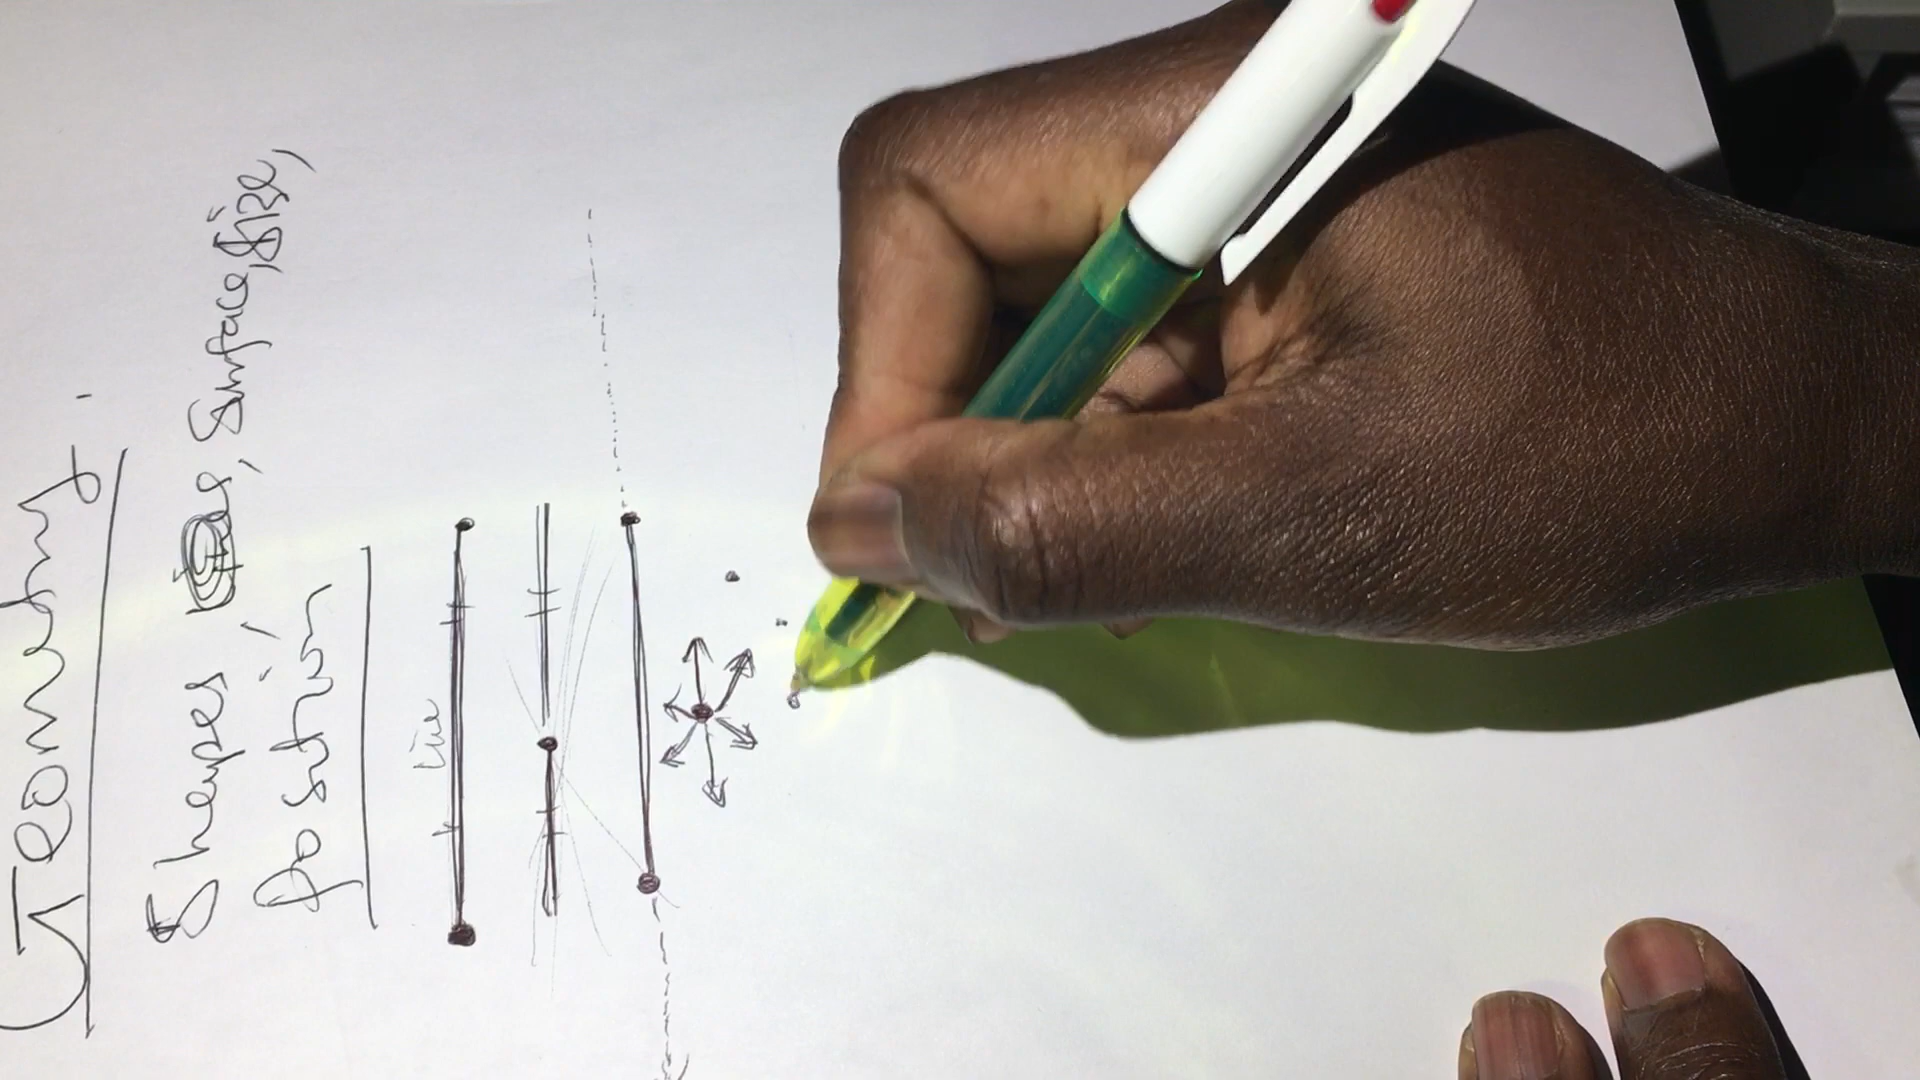 Geometry.
Shapes, Surface, Size,
Position
Line